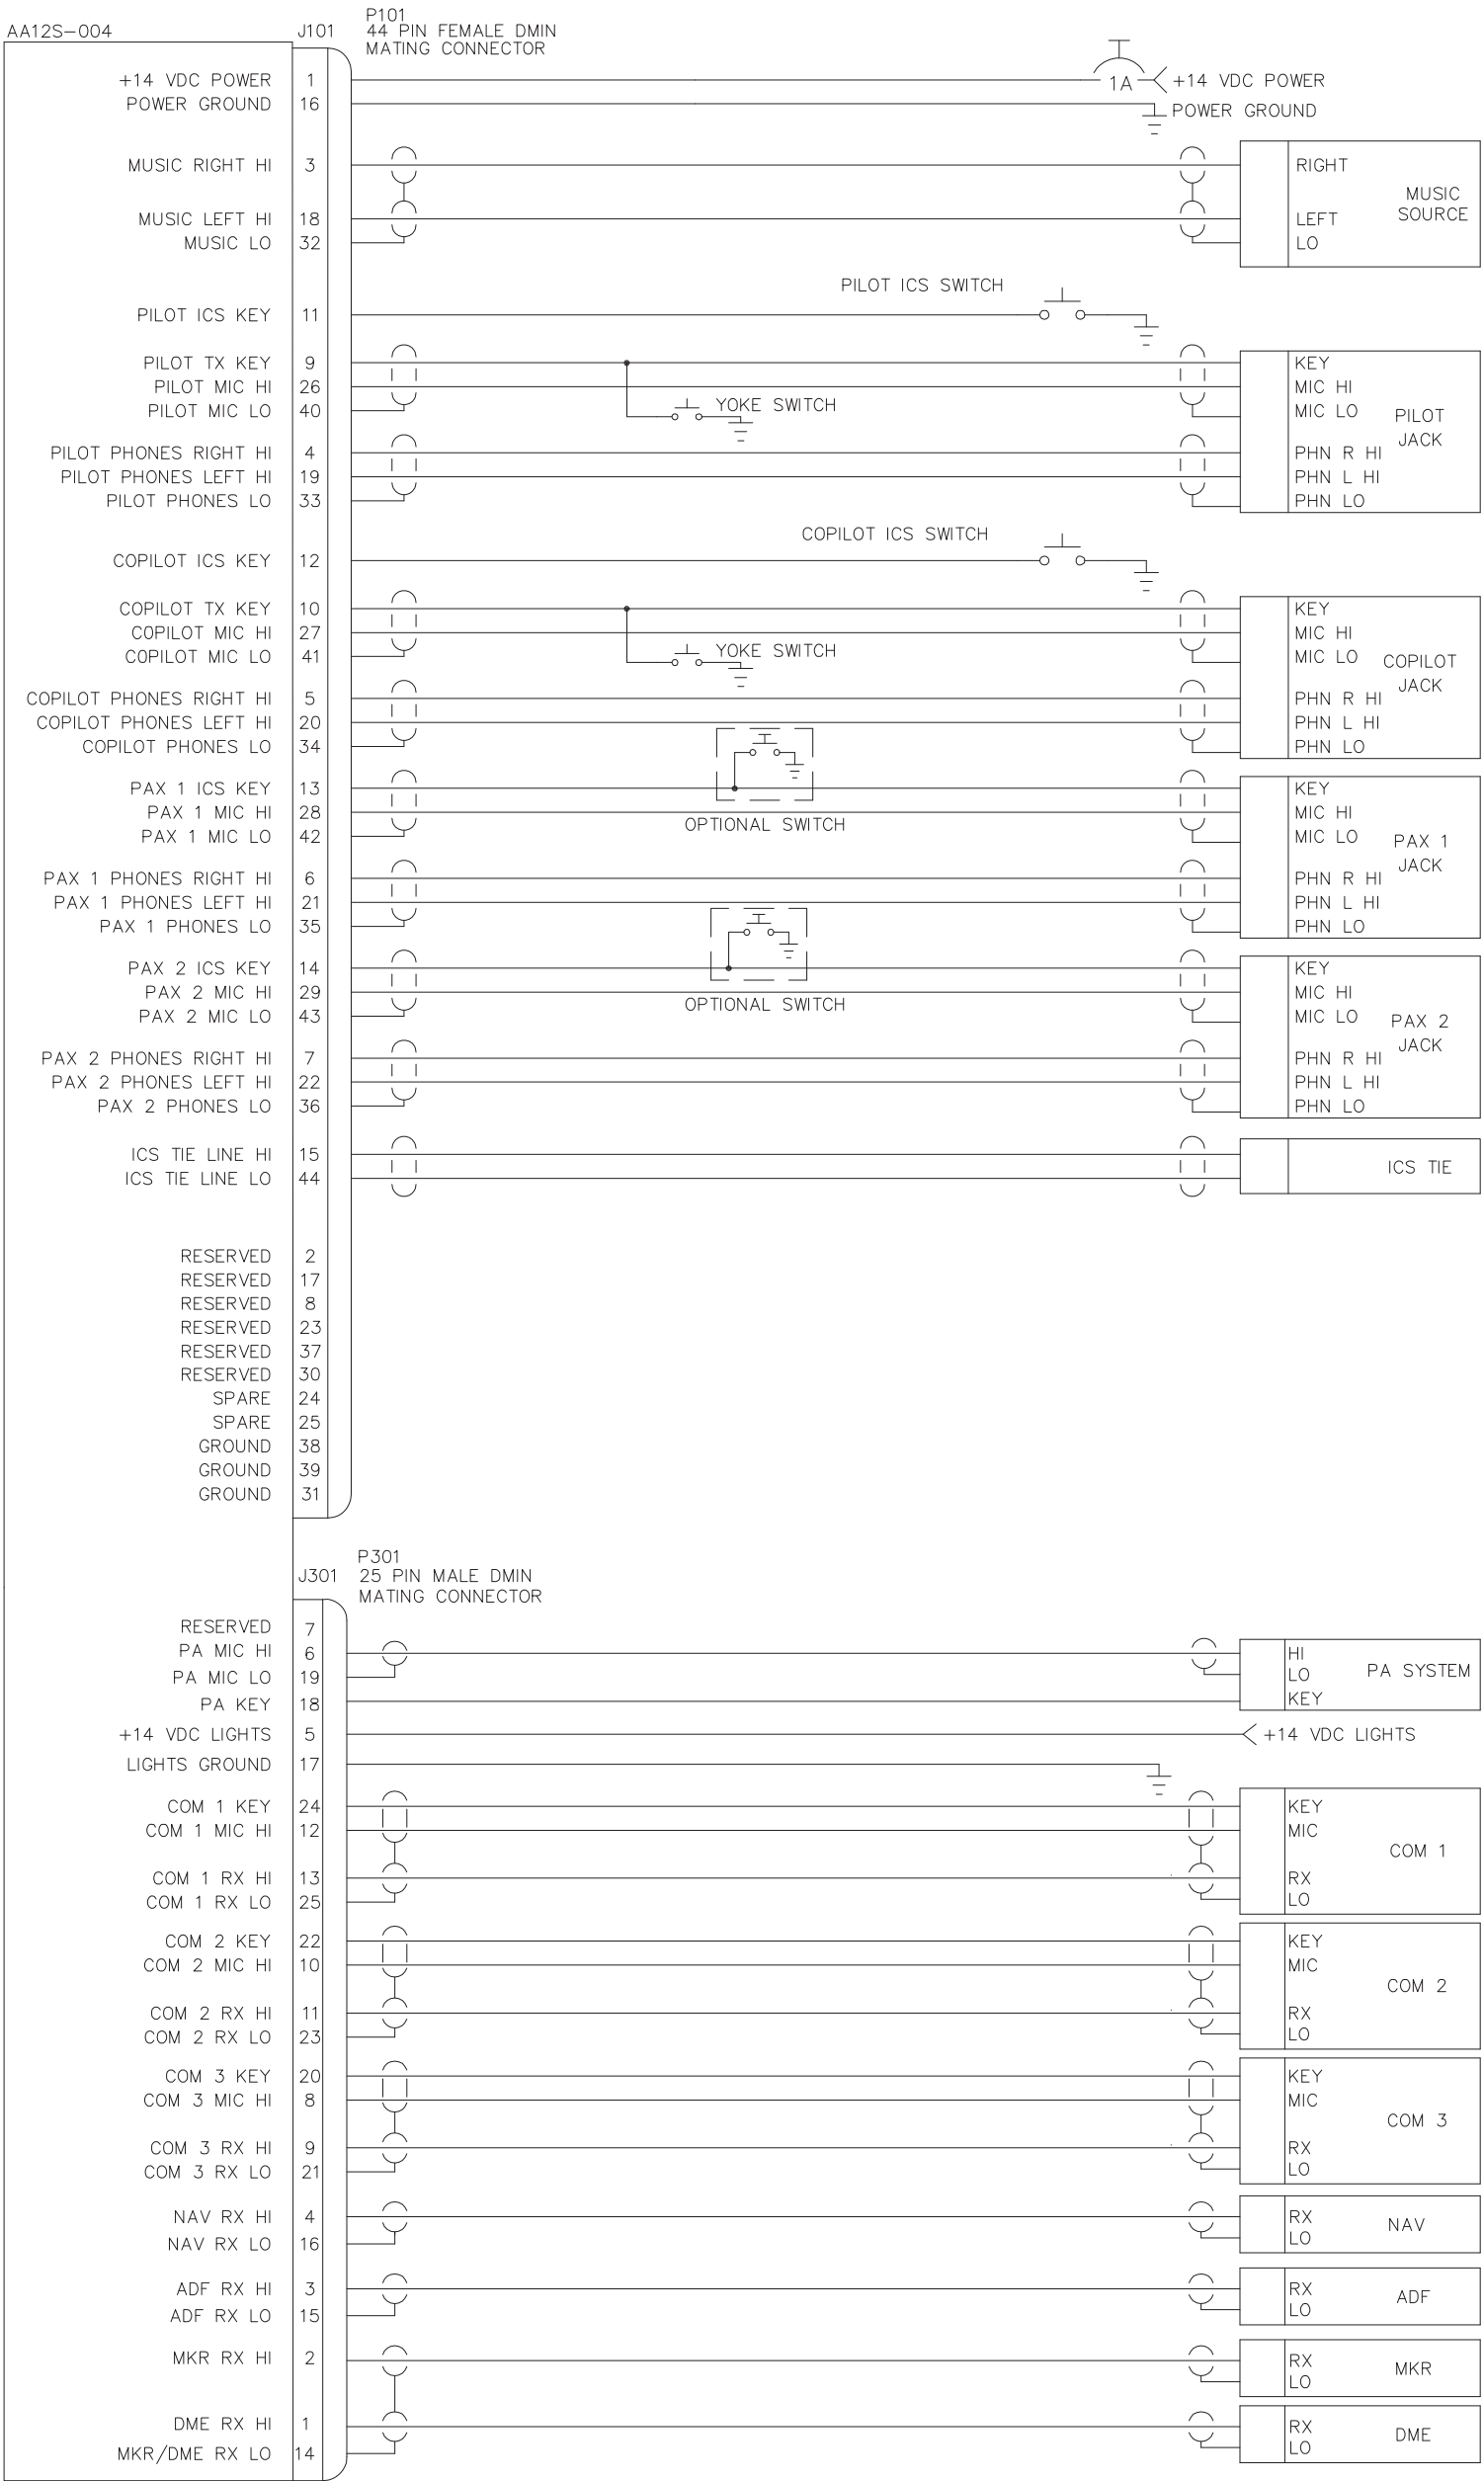 AA12S-004
J101
P101
44 PIN FEMALE DMIN
MATING CONNECTOR
+14 VDC POWER 1 1A +14 VDC POWER
POWER GROUND 16 POWER GROUND
MUSIC RIGHT HI 3 RIGHT
MUSIC SOURCE
MUSIC LEFT HI 18 LEFT
MUSIC LO 32 LO
PILOT ICS SWITCH
PILOT ICS KEY 11
PILOT TX KEY 9 KEY
PILOT MIC HI 26 MIC HI
YOKE SWITCH
PILOT MIC LO 40 MIC LO
PILOT JACK
PILOT PHONES RIGHT HI 4 PHN R HI
PILOT PHONES LEFT HI 19 PHN L HI
PILOT PHONES LO 33 PHN LO
COPILOT ICS SWITCH
COPILOT ICS KEY 12
COPILOT TX KEY 10 KEY
COPILOT MIC HI 27 MIC HI
YOKE SWITCH
COPILOT MIC LO 41 MIC LO
COPILOT JACK
COPILOT PHONES RIGHT HI 5 PHN R HI
COPILOT PHONES LEFT HI 20 PHN L HI
COPILOT PHONES LO 34 PHN LO
PAX 1 ICS KEY 13 KEY
PAX 1 MIC HI 28 MIC HI
OPTIONAL SWITCH
PAX 1 MIC LO 42 MIC LO
PAX 1 JACK
PAX 1 PHONES RIGHT HI 6 PHN R HI
PAX 1 PHONES LEFT HI 21 PHN L HI
PAX 1 PHONES LO 35 PHN LO
PAX 2 ICS KEY 14 KEY
PAX 2 MIC HI 29 MIC HI
OPTIONAL SWITCH
PAX 2 MIC LO 43 MIC LO
PAX 2 JACK
PAX 2 PHONES RIGHT HI 7 PHN R HI
PAX 2 PHONES LEFT HI 22 PHN L HI
PAX 2 PHONES LO 36 PHN LO
ICS TIE LINE HI 15
ICS TIE
ICS TIE LINE LO 44
RESERVED 2
RESERVED 17
RESERVED 8
RESERVED 23
RESERVED 37
RESERVED 30
SPARE 24
SPARE 25
GROUND 38
GROUND 39
GROUND 31
J301
P301
25 PIN MALE DMIN
MATING CONNECTOR
RESERVED 7
PA MIC HI 6 HI
PA MIC LO 19 LO PA SYSTEM
PA KEY 18 KEY
+14 VDC LIGHTS 5 +14 VDC LIGHTS
LIGHTS GROUND 17
COM 1 KEY 24 KEY
COM 1 MIC HI 12 MIC
COM 1
COM 1 RX HI 13 RX
COM 1 RX LO 25 LO
COM 2 KEY 22 KEY
COM 2 MIC HI 10 MIC
COM 2
COM 2 RX HI 11 RX
COM 2 RX LO 23 LO
COM 3 KEY 20 KEY
COM 3 MIC HI 8 MIC
COM 3
COM 3 RX HI 9 RX
COM 3 RX LO 21 LO
NAV RX HI 4 RX NAV
NAV RX LO 16 LO
ADF RX HI 3 RX ADF
ADF RX LO 15 LO
MKR RX HI 2 RX MKR
LO
DME RX HI 1 RX DME
MKR/DME RX LO 14 LO